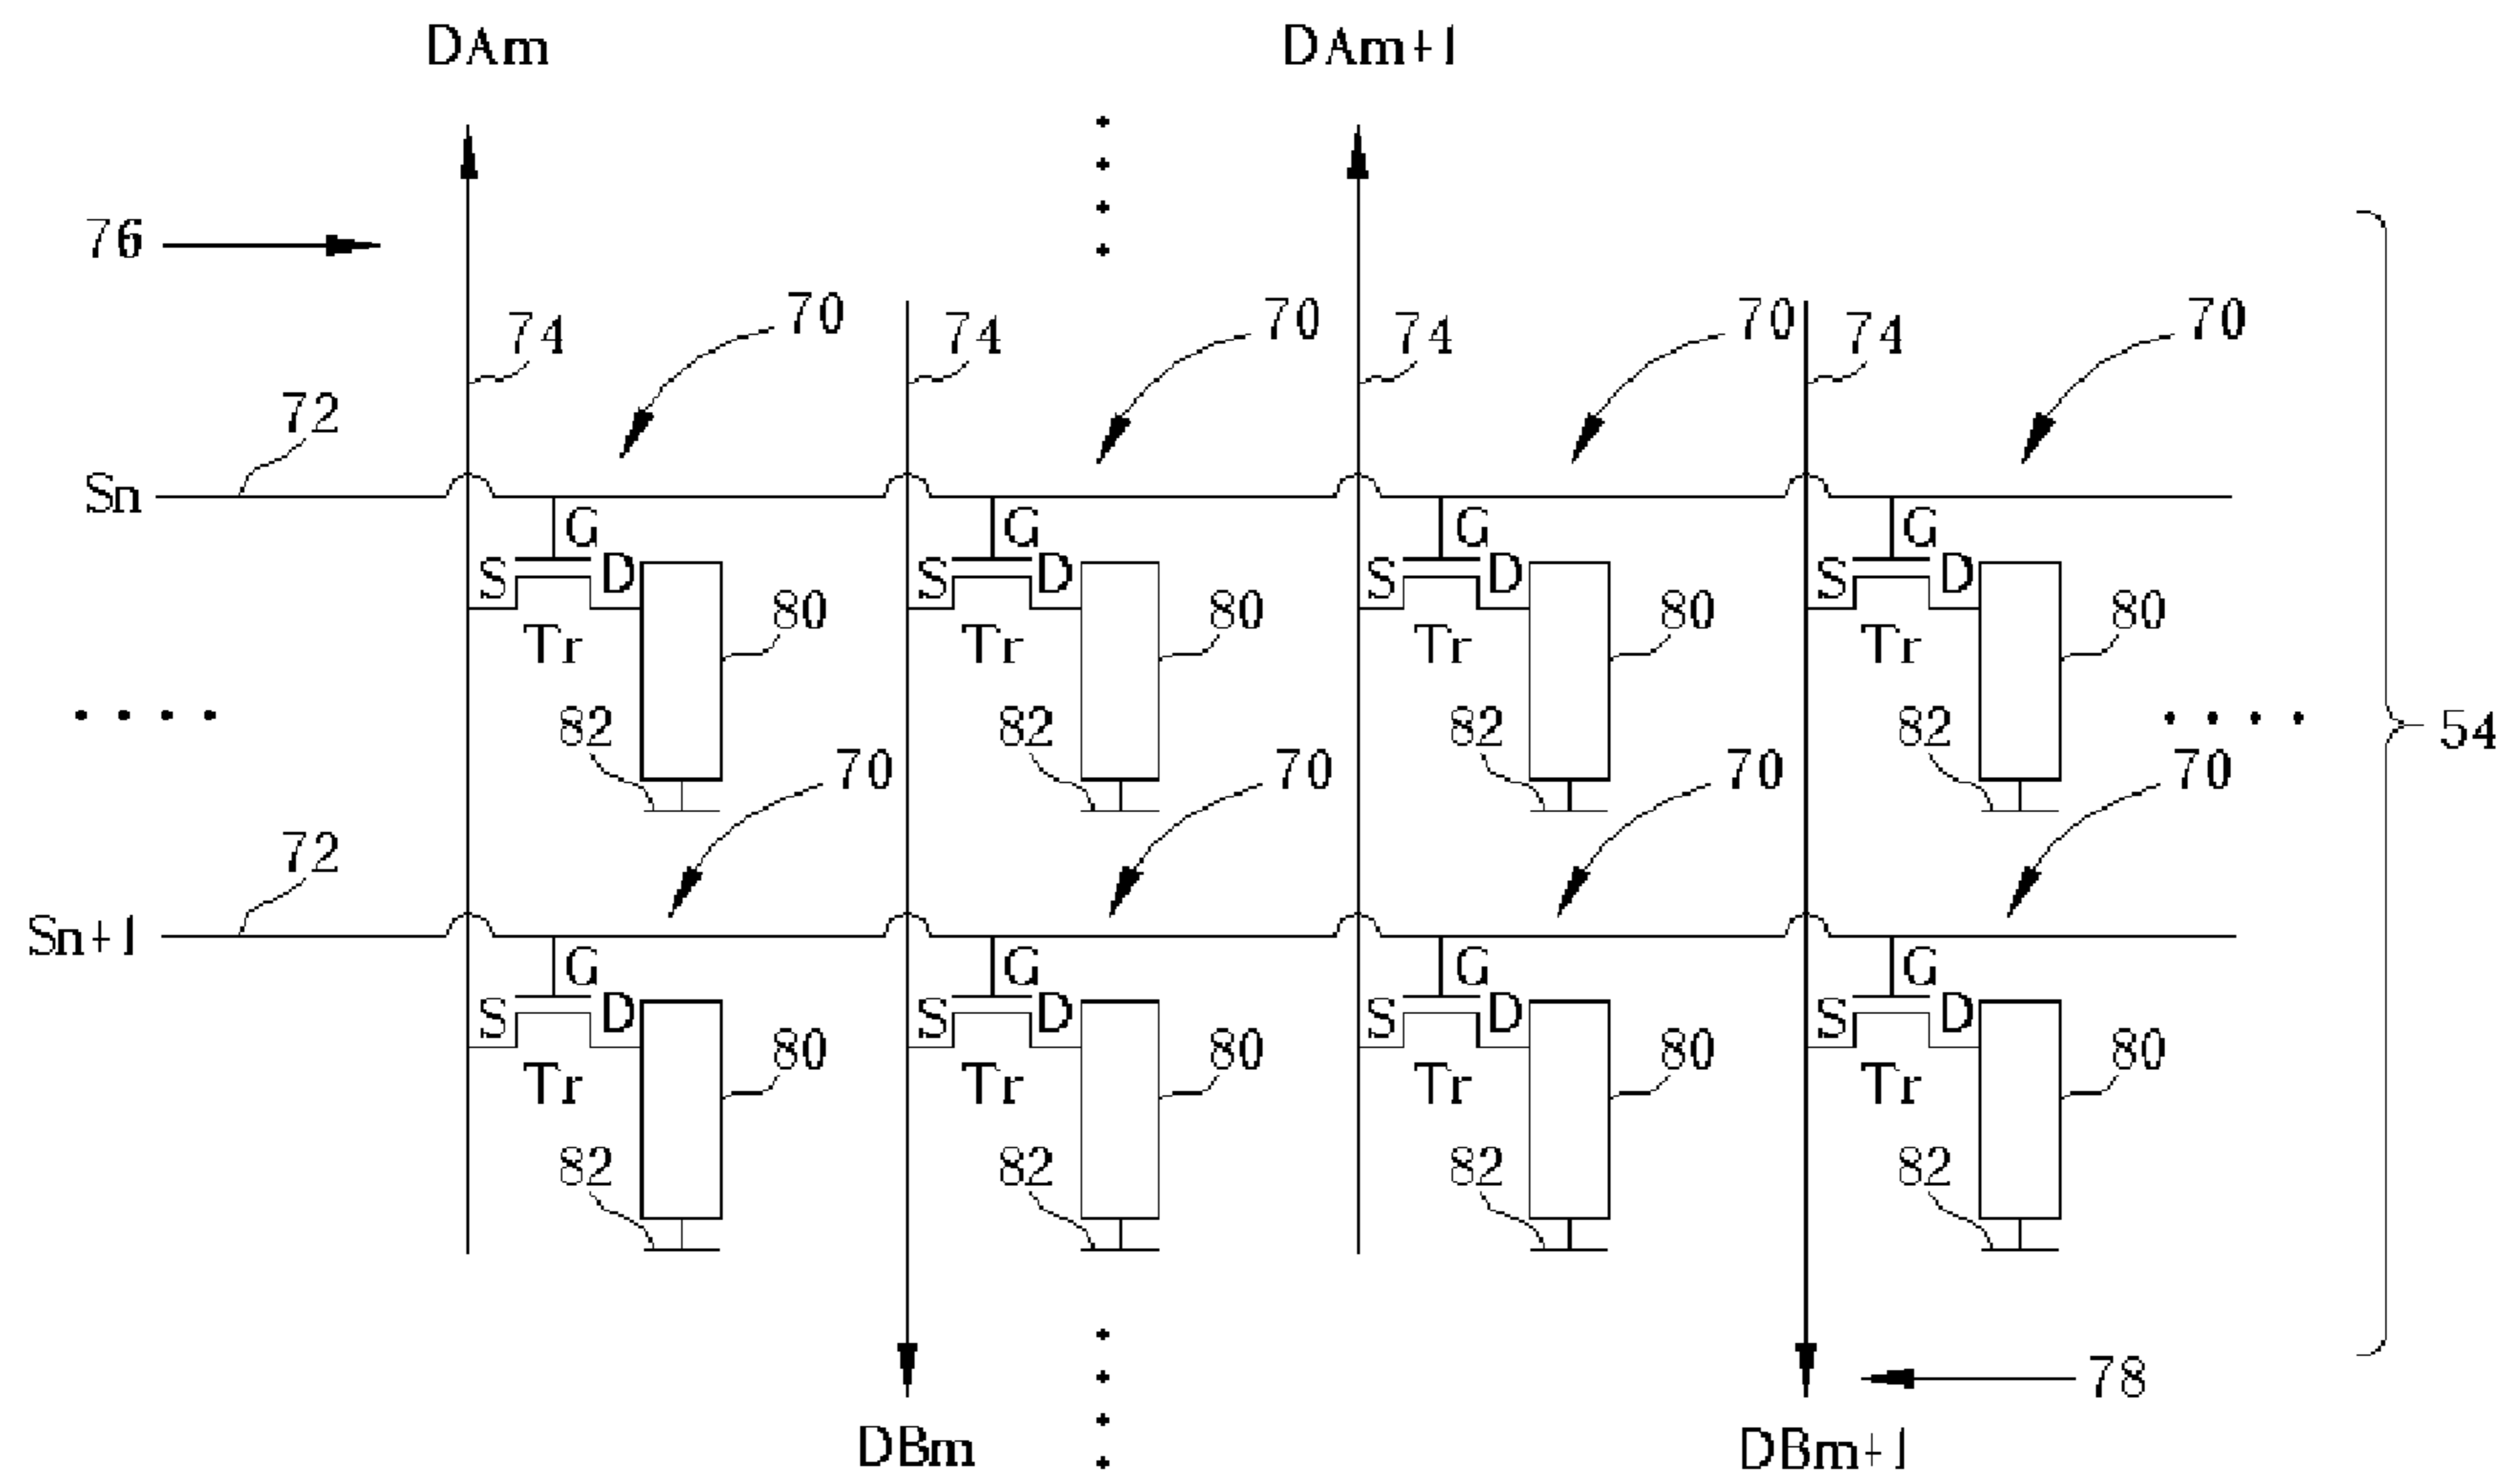 DAm DAm+1
76
74 70 74 70 74 70 74 70
72
Sn
G G G G
S D S D S D S D
80 80 80 80
Tr Tr Tr Tr
82 82 82 82
54
70 70 70 70
72
Sn+1
G G G G
S D S D S D S D
80 80 80 80
Tr Tr Tr Tr
82 82 82 82
78
DBm DBm+1